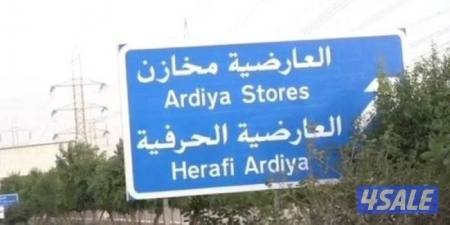 العارضية مخازن
Ardiya Stores
العارضية الحرفية
Herafi Ardiya
4SALE